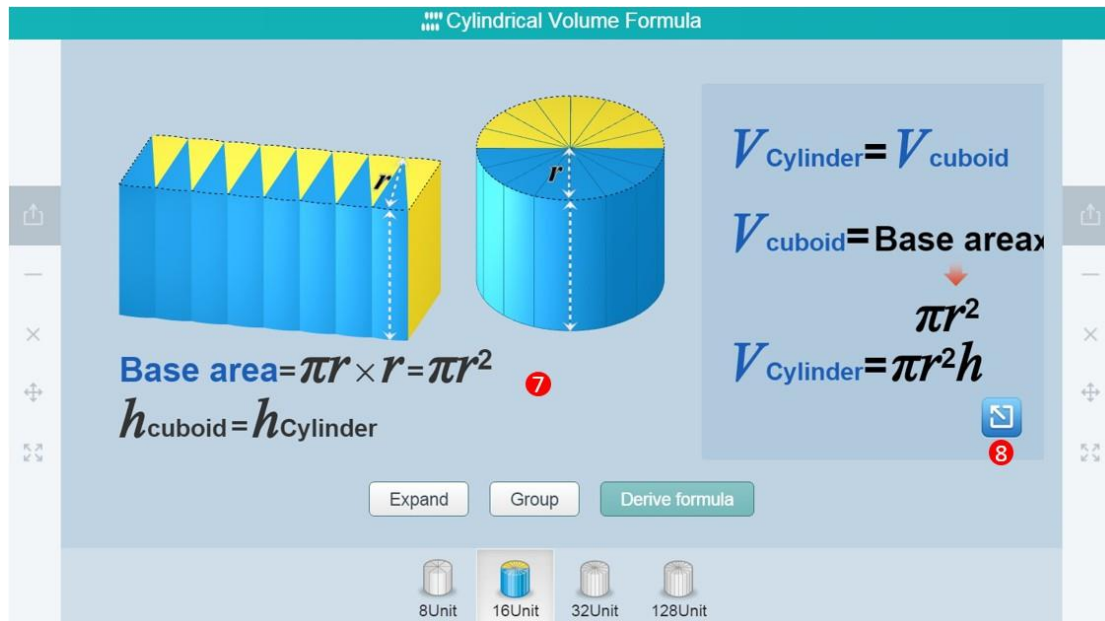 Cylindrical Volume Formula
r
r
Base area=πr×r=πr²
hcuboid=hCylinder
7
VCylinder=Vcuboid
Vcuboid=Base areax
πr²
VCylinder=πr²h
8
Expand
Group
Derive formula
8Unit
16Unit
32Unit
128Unit